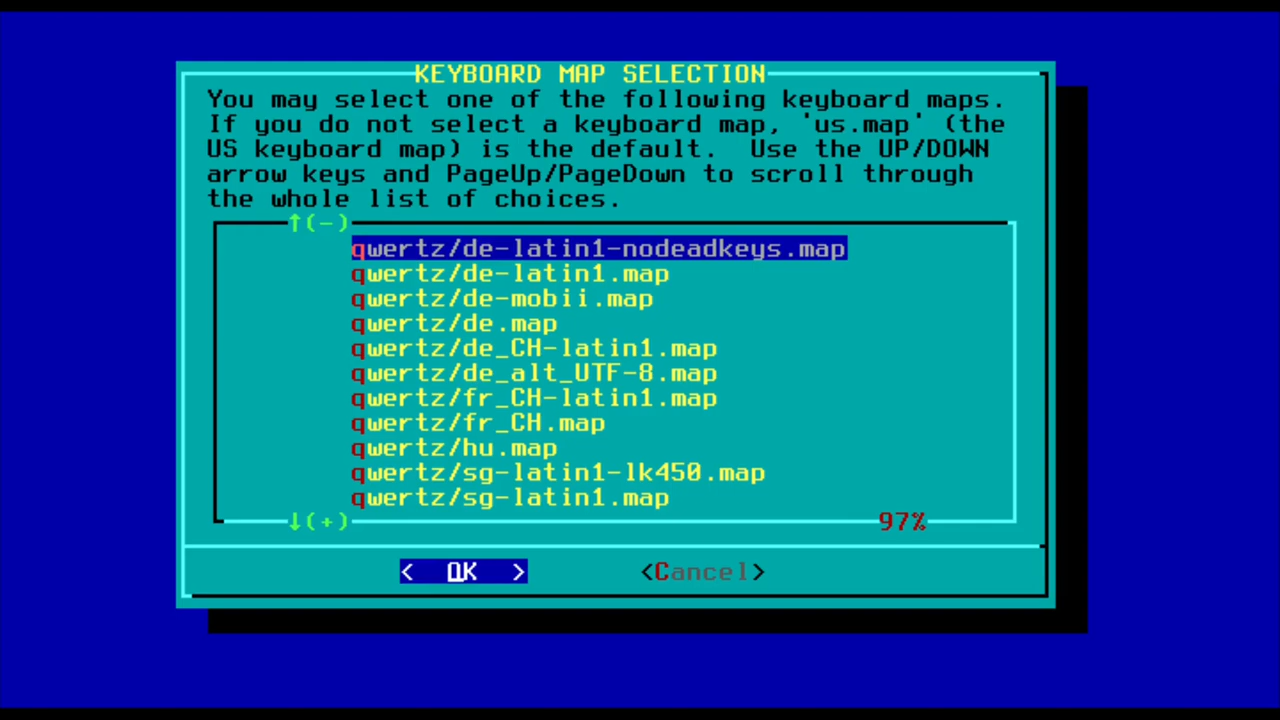 KEYBOARD MAP SELECTION
You may select one of the following keyboard maps.
If you do not select a keyboard map, 'us.map' (the
US keyboard map) is the default.  Use the UP/DOWN
arrow keys and PageUp/PageDown to scroll through
the whole list of choices.
↑(-)
qwertz/de-latin1-nodeadkeys.map
qwertz/de-latin1.map
qwertz/de-mobii.map
qwertz/de.map
qwertz/de_CH-latin1.map
qwertz/de_alt_UTF-8.map
qwertz/fr_CH-latin1.map
qwertz/fr_CH.map
qwertz/hu.map
qwertz/sg-latin1-lk450.map
qwertz/sg-latin1.map
↓(+) 97%
< OK > <Cancel>